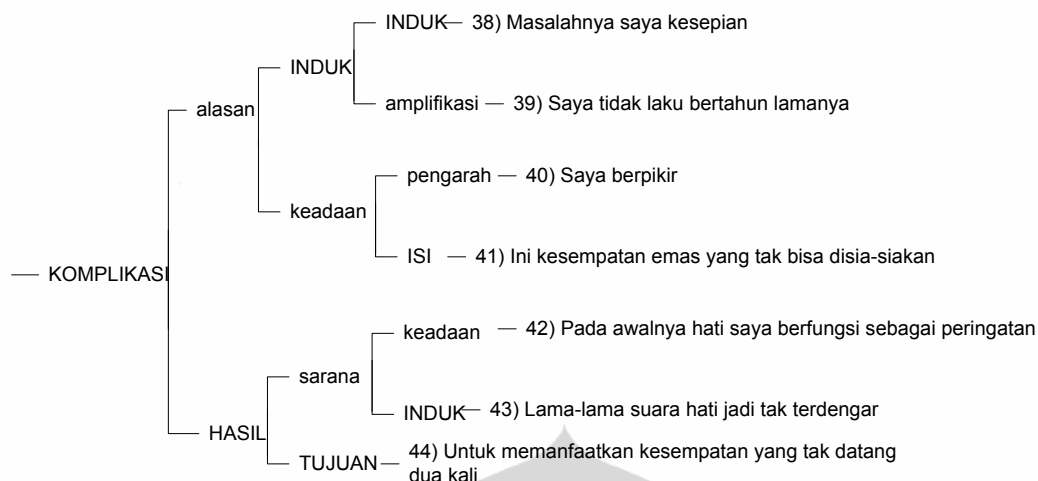 INDUK 38) Masalahnya saya kesepian
INDUK
alasan
amplifikasi 39) Saya tidak laku bertahun lamanya
pengarah 40) Saya berpikir
keadaan
ISI 41) Ini kesempatan emas yang tak bisa disia-siakan
KOMPLIKASI
keadaan 42) Pada awalnya hati saya berfungsi sebagai peringatan
sarana
INDUK 43) Lama-lama suara hati jadi tak terdengar
HASIL
TUJUAN 44) Untuk memanfaatkan kesempatan yang tak datang
dua kali